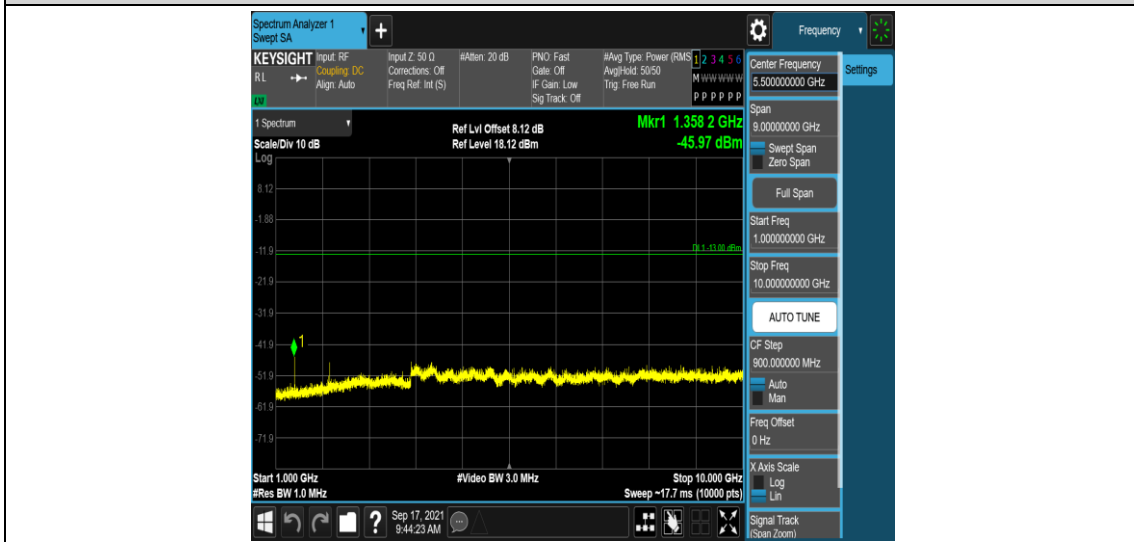 Spectrum Analyzer 1
Swept SA
+
Frequency
KEYSIGHT
RL
LXI
Input: RF
Coupling: DC
Align: Auto
Input Z: 50 Ω
Corrections: Off
Freq Ref: Int (S)
#Atten: 20 dB
PNO: Fast
Gate: Off
IF Gain: Low
Sig Track: Off
#Avg Type: Power (RMS
Avg|Hold: 50/50
Trig: Free Run
1 2 3 4 5 6
M W W W W W
P P P P P P
Center Frequency
5.500000000 GHz
Settings
Span
9.00000000 GHz
Swept Span
Zero Span
Full Span
Start Freq
1.000000000 GHz
Stop Freq
10.000000000 GHz
AUTO TUNE
CF Step
900.000000 MHz
Auto
Man
Freq Offset
0 Hz
X Axis Scale
Log
Lin
Signal Track
(Span Zoom)
1 Spectrum
Scale/Div 10 dB
Ref Lvl Offset 8.12 dB
Ref Level 18.12 dBm
Mkr1 1.358 2 GHz
-45.97 dBm
Log
8.12
-1.88
-11.9
DL1 -13.00 dBm
-21.9
-31.9
-41.9
1
-51.9
-61.9
-71.9
Start 1.000 GHz
#Video BW 3.0 MHz
Stop 10.000 GHz
#Res BW 1.0 MHz
Sweep ~17.7 ms (10000 pts)
?
Sep 17, 2021
9:44:23 AM